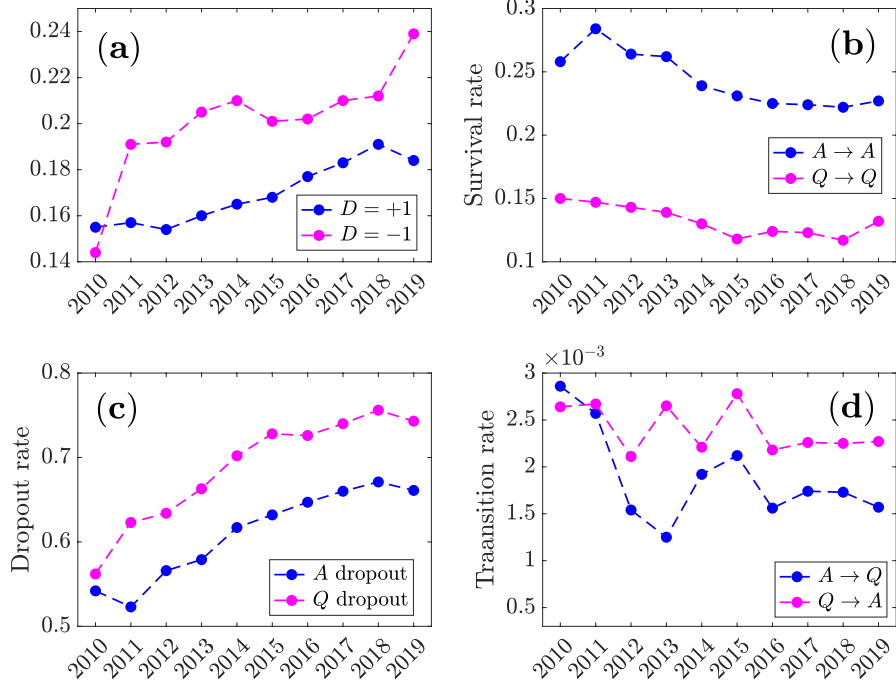 (a)
0.24
0.22
0.2
0.18
0.16
0.14
D = +1
D = −1
2010 2011 2012 2013 2014 2015 2016 2017 2018 2019
(b)
Survival rate
0.3
0.25
0.2
0.15
0.1
A → A
Q → Q
2010 2011 2012 2013 2014 2015 2016 2017 2018 2019
(c)
Dropout rate
0.8
0.7
0.6
0.5
A dropout
Q dropout
2010 2011 2012 2013 2014 2015 2016 2017 2018 2019
×10⁻³
(d)
Traansition rate
3
2.5
2
1.5
1
0.5
A → Q
Q → A
2010 2011 2012 2013 2014 2015 2016 2017 2018 2019